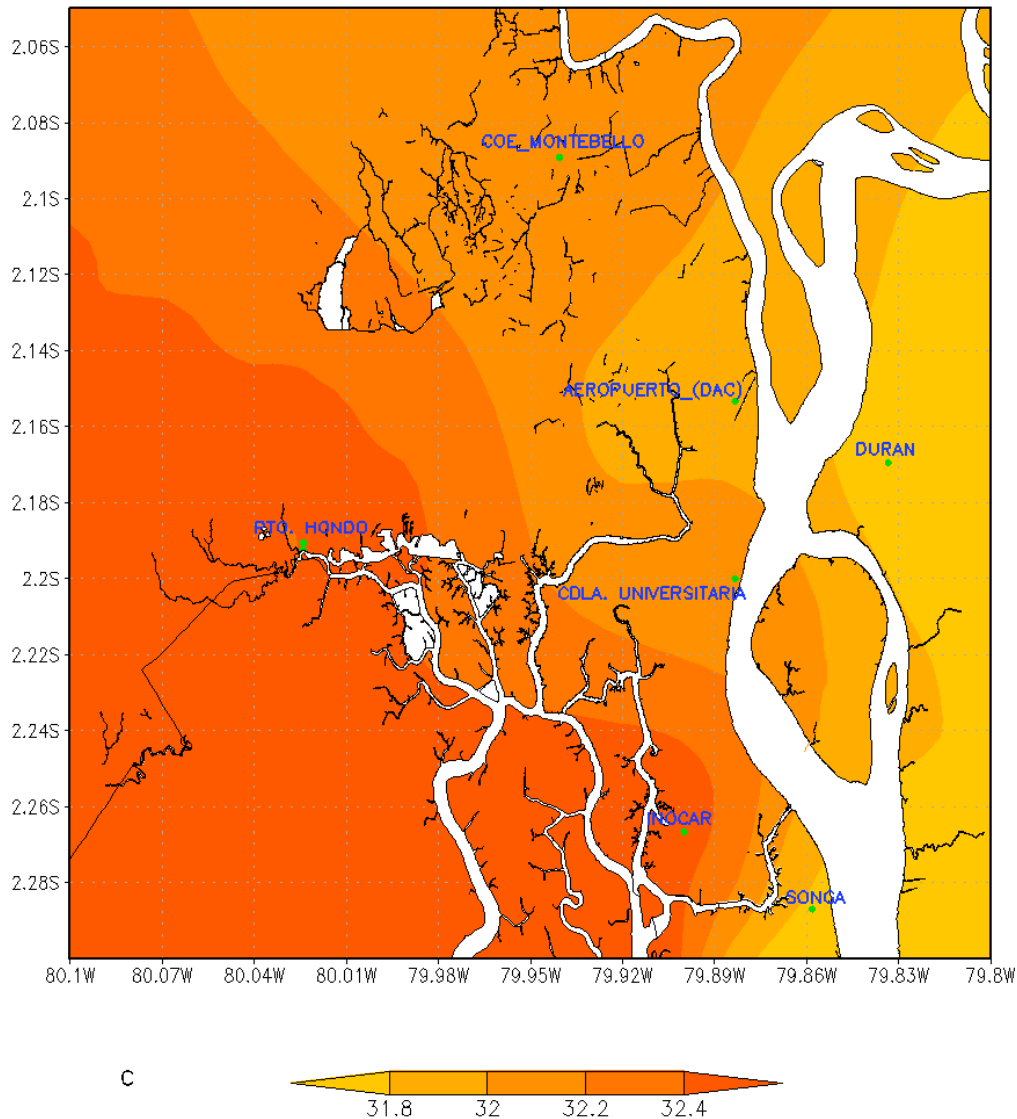 2.06S
2.08S
COE_MONTEBELLO
2.1S
2.12S
2.14S
AEROPUERTO_(DAC)
2.16S
DURAN
2.18S
PTO. HONDO
2.2S
CDLA. UNIVERSITARIA
2.22S
2.24S
2.26S
INOCAR
2.28S
SONGA
80.1W 80.07W 80.04W 80.01W 79.98W 79.95W 79.92W 79.89W 79.86W 79.83W 79.8W
C
31.8 32 32.2 32.4